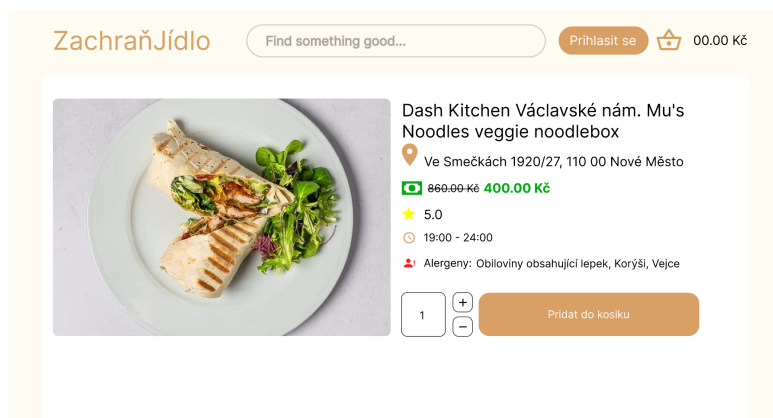 ZachraňJídlo
Find something good...
Prihlasit se
00.00 Kč
Dash Kitchen Václavské nám. Mu's
Noodles veggie noodlebox
Ve Smečkách 1920/27, 110 00 Nové Město
860.00 Kč 400.00 Kč
5.0
19:00 - 24:00
Alergeny: Obiloviny obsahující lepek, Korýši, Vejce
1
+
−
Pridat do kosiku